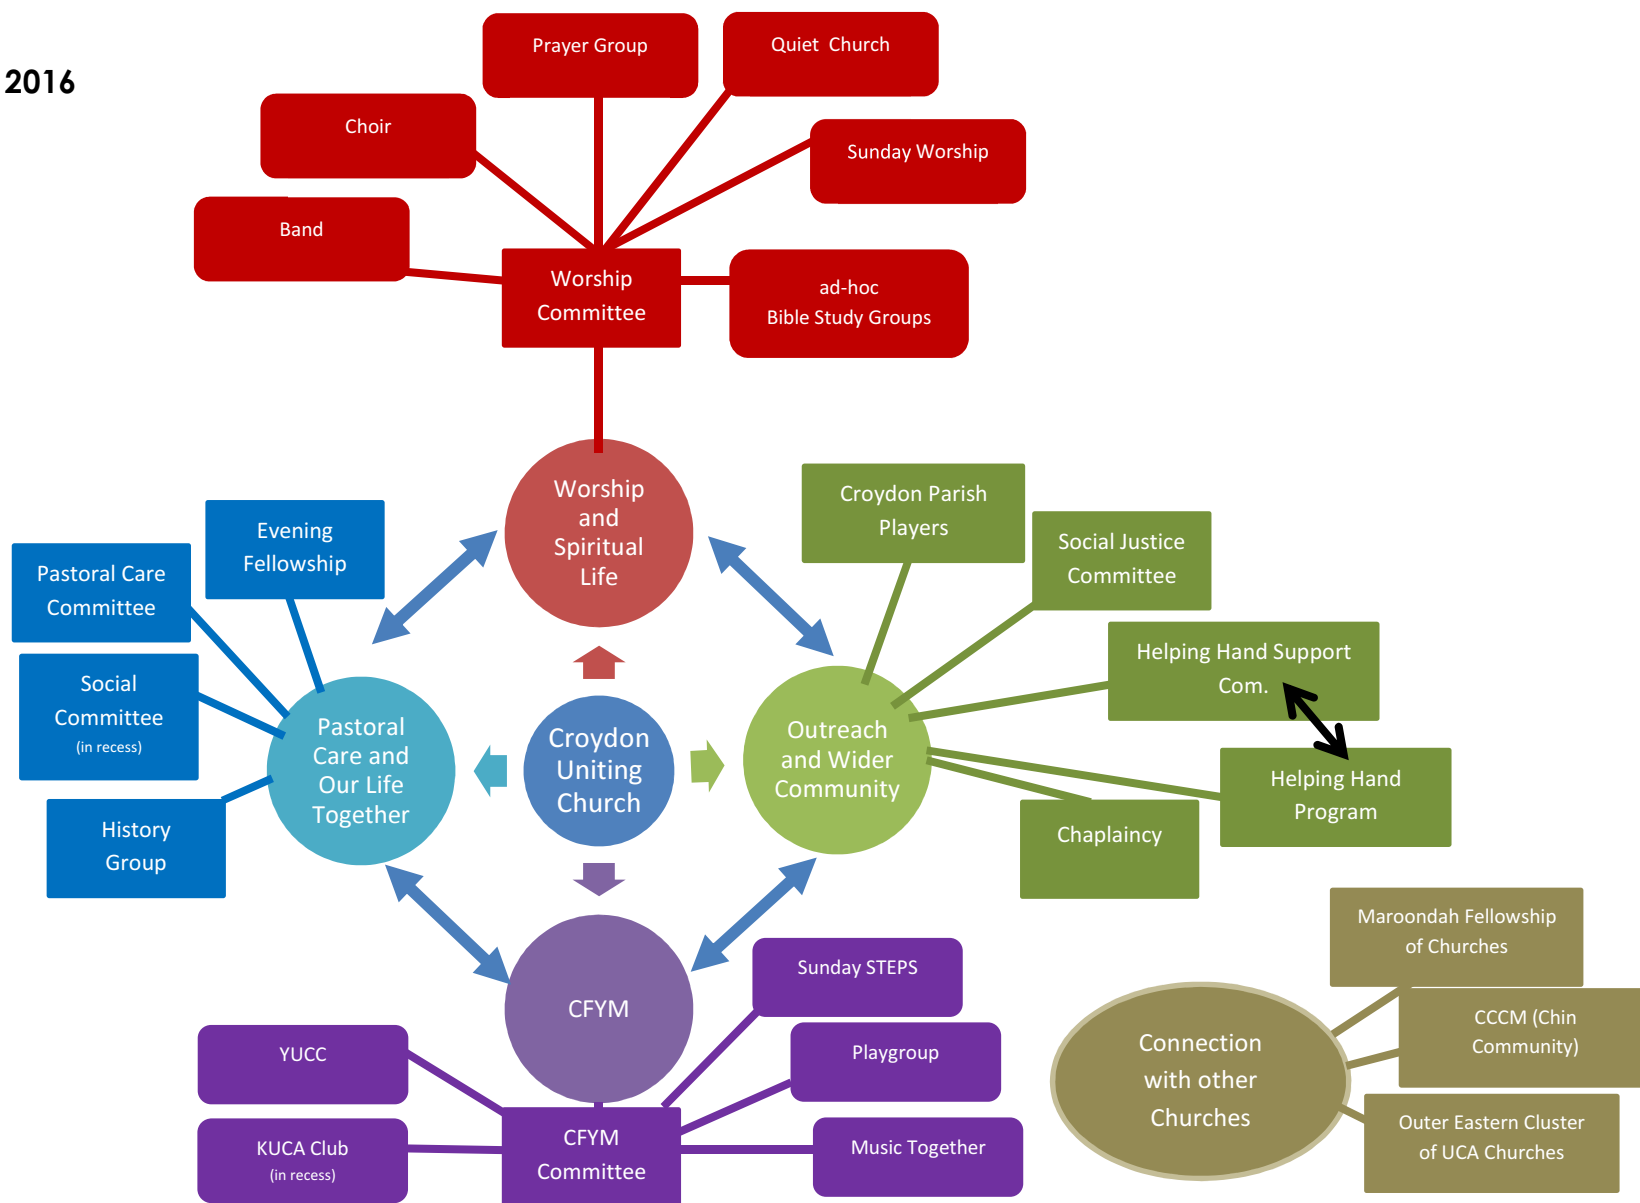 2016
Prayer Group
Quiet Church
Choir
Sunday Worship
Band
Worship
Committee
ad-hoc
Bible Study Groups
Worship
and
Spiritual
Life
Evening
Fellowship
Pastoral Care
Committee
Social
Committee
(in recess)
History
Group
Pastoral
Care and
Our Life
Together
Croydon
Uniting
Church
Outreach
and Wider
Community
Croydon Parish
Players
Social Justice
Committee
Helping Hand Support
Com.
Helping Hand
Program
Chaplaincy
CFYM
Sunday STEPS
YUCC
Playgroup
KUCA Club
(in recess)
CFYM
Committee
Music Together
Connection
with other
Churches
Maroondah Fellowship
of Churches
CCCM (Chin
Community)
Outer Eastern Cluster
of UCA Churches